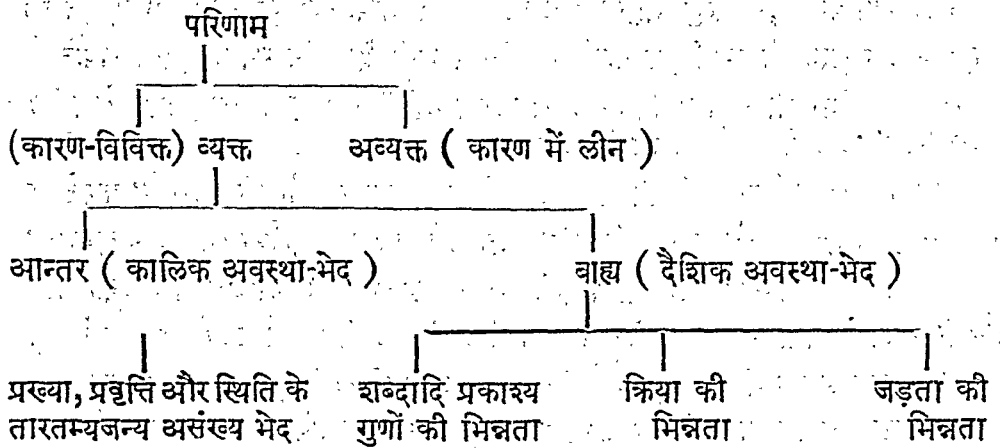 परिणाम
(कारण-विविक्त) व्यक्त अव्यक्त ( कारण में लीन )
आन्तर ( कालिक अवस्था-भेद ) बाह्य ( दैशिक अवस्था-भेद )
प्रख्या, प्रवृत्ति और स्थिति के शब्दादि प्रकाश्य क्रिया की जड़ता की
तारतम्यजन्य असंख्य भेद गुणों की भिन्नता भिन्नता भिन्नता